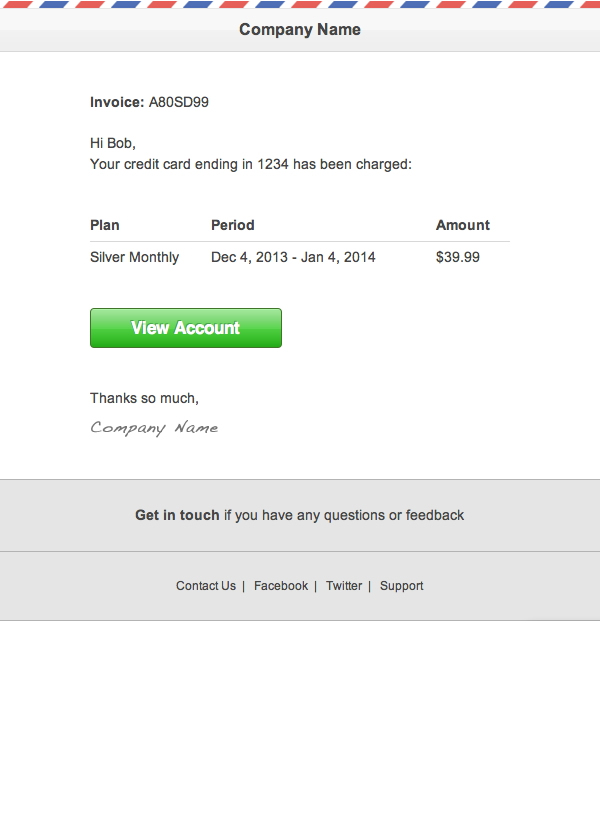 Company Name
Invoice: A80SD99
Hi Bob,
Your credit card ending in 1234 has been charged:
Plan Period Amount
Silver Monthly Dec 4, 2013 - Jan 4, 2014 $39.99
View Account
Thanks so much,
Company Name
Get in touch if you have any questions or feedback
Contact Us | Facebook | Twitter | Support